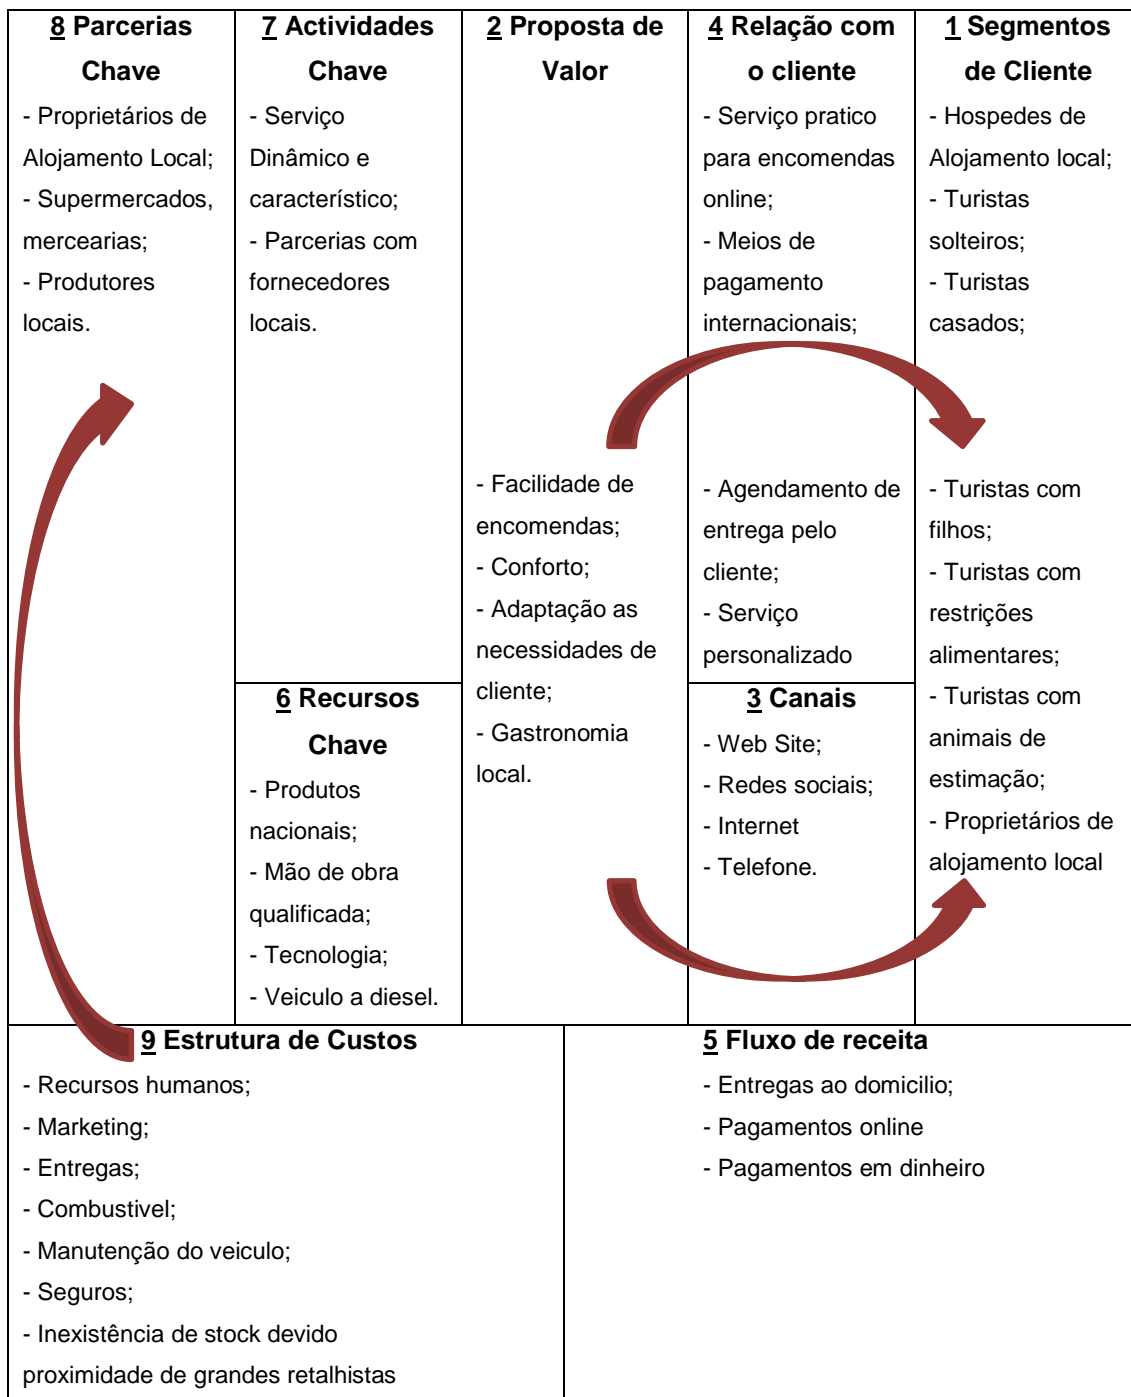 8 Parcerias
Chave
- Proprietários de
Alojamento Local;
- Supermercados,
mercearias;
- Produtores
locais.
7 Actividades
Chave
- Serviço
Dinâmico e
característico;
- Parcerias com
fornecedores
locais.
6 Recursos
Chave
- Produtos
nacionais;
- Mão de obra
qualificada;
- Tecnologia;
- Veiculo a diesel.
2 Proposta de
Valor
- Facilidade de
encomendas;
- Conforto;
- Adaptação as
necessidades de
cliente;
- Gastronomia
local.
4 Relação com
o cliente
- Serviço pratico
para encomendas
online;
- Meios de
pagamento
internacionais;
- Agendamento de
entrega pelo
cliente;
- Serviço
personalizado
3 Canais
- Web Site;
- Redes sociais;
- Internet
- Telefone.
1 Segmentos
de Cliente
- Hospedes de
Alojamento local;
- Turistas
solteiros;
- Turistas
casados;
- Turistas com
filhos;
- Turistas com
restrições
alimentares;
- Turistas com
animais de
estimação;
- Proprietários de
alojamento local
9 Estrutura de Custos
- Recursos humanos;
- Marketing;
- Entregas;
- Combustivel;
- Manutenção do veiculo;
- Seguros;
- Inexistência de stock devido
proximidade de grandes retalhistas
5 Fluxo de receita
- Entregas ao domicilio;
- Pagamentos online
- Pagamentos em dinheiro